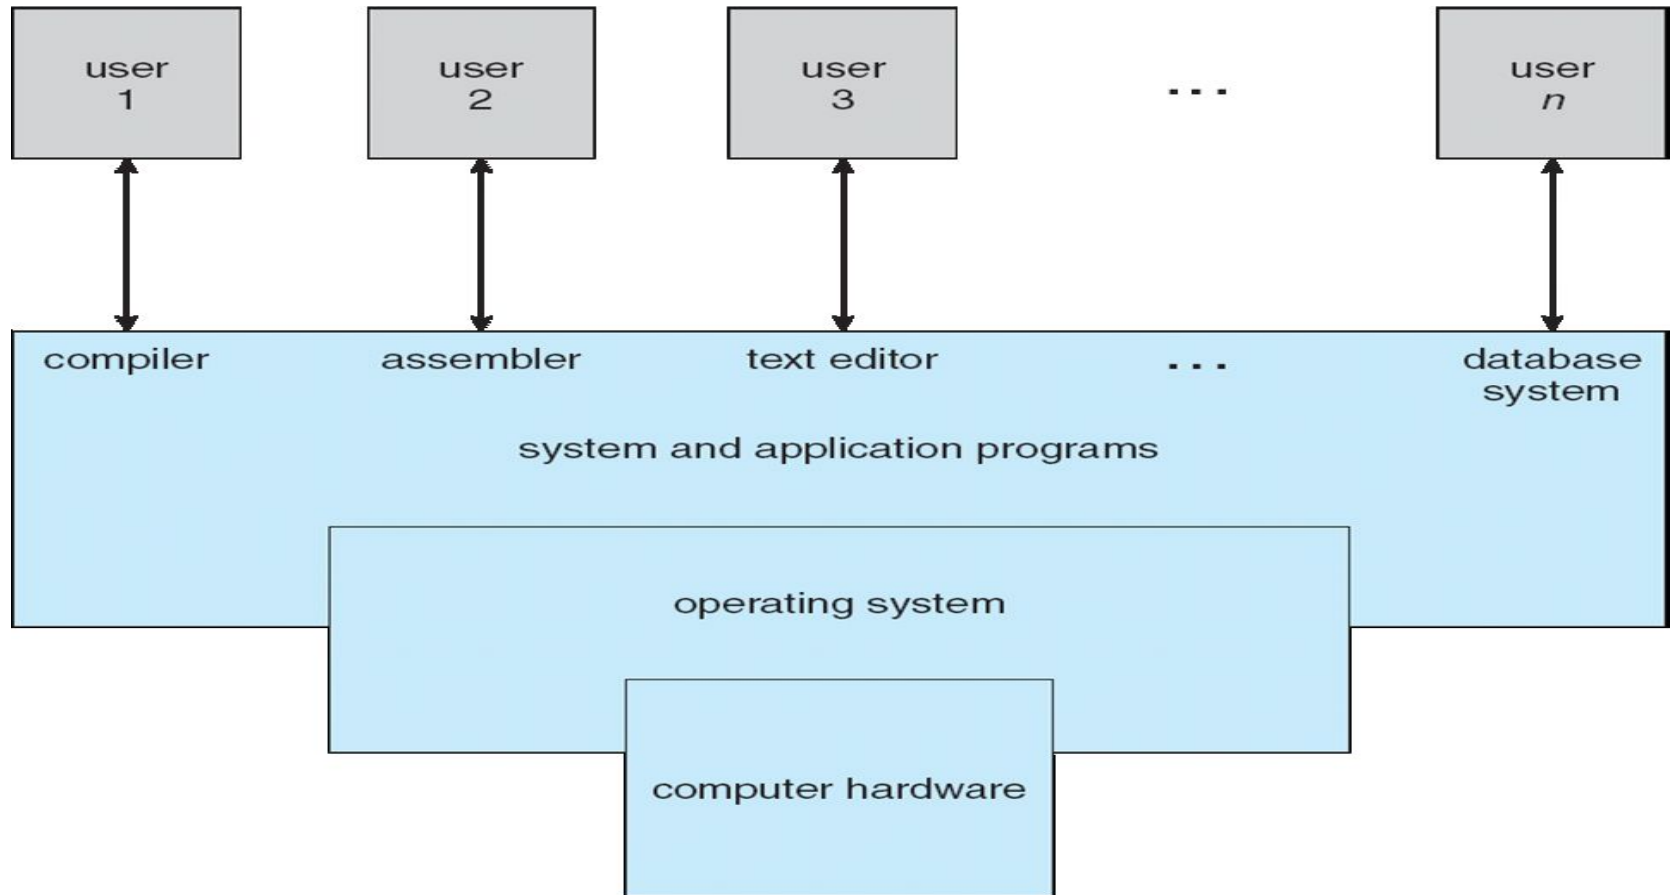 user
1
user
2
user
3
...
user
n
compiler
assembler
text editor
...
database
system
system and application programs
operating system
computer hardware